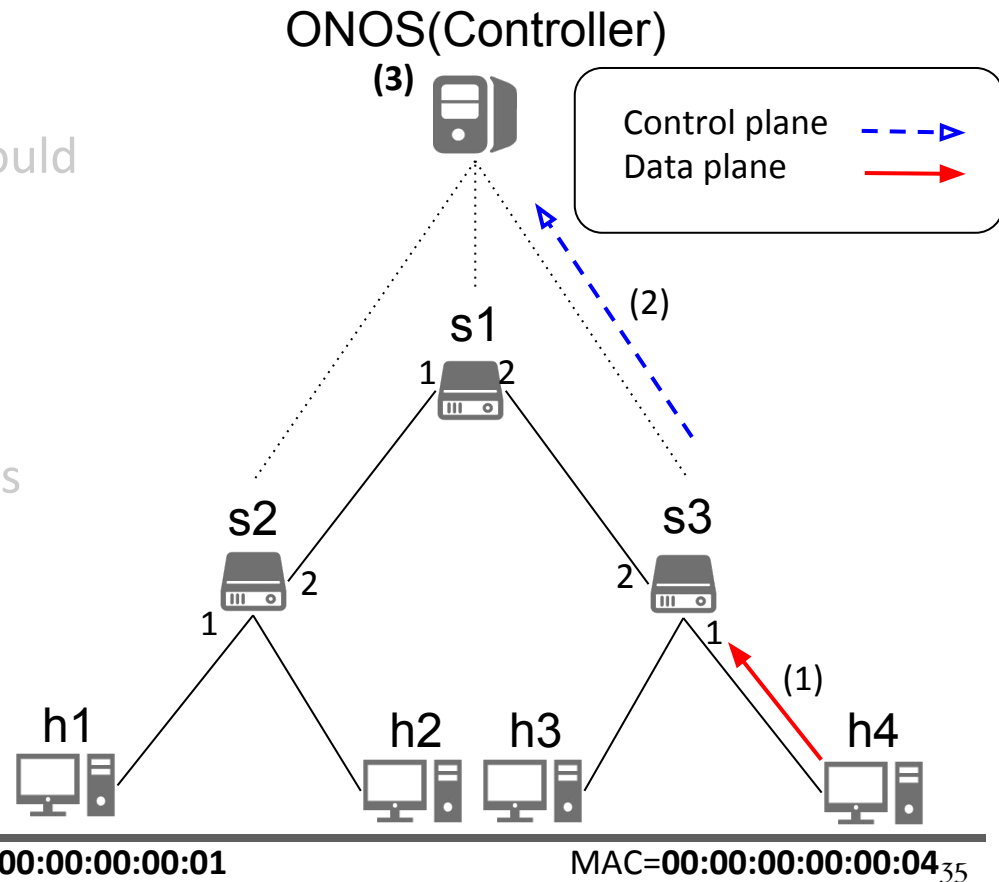 ONOS(Controller)
(3)
Control plane
Data plane
ould
(2)
s1
1 2
s
s2
s3
2
2
1
1
(1)
h1
h2
h3
h4
00:00:00:00:01
MAC=00:00:00:00:00:04
35